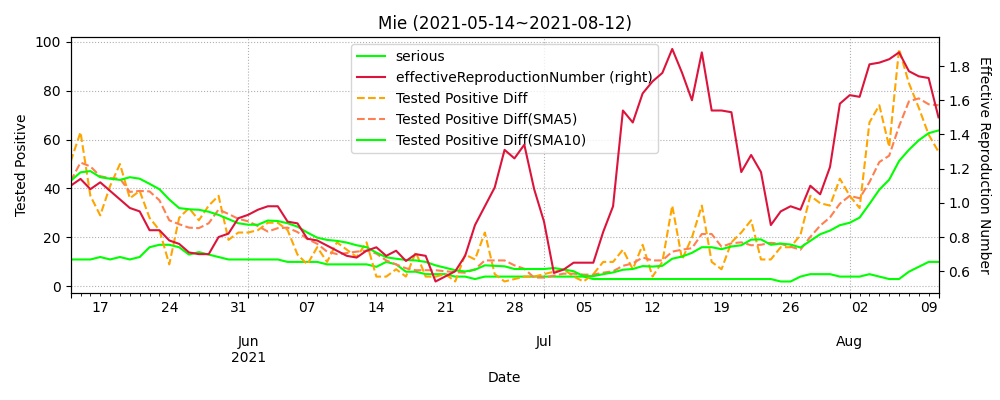 Mie (2021-05-14~2021-08-12)
serious
effectiveReproductionNumber (right)
Tested Positive Diff
Tested Positive Diff(SMA5)
Tested Positive Diff(SMA10)
Tested Positive
100
80
60
40
20
0
1.8
1.6
1.4
1.2
1.0
0.8
0.6
Effective Reproduction Number
17 24 31 07 14 21 28 05 12 19 26 02 09
Jun Jul Aug
2021
Date